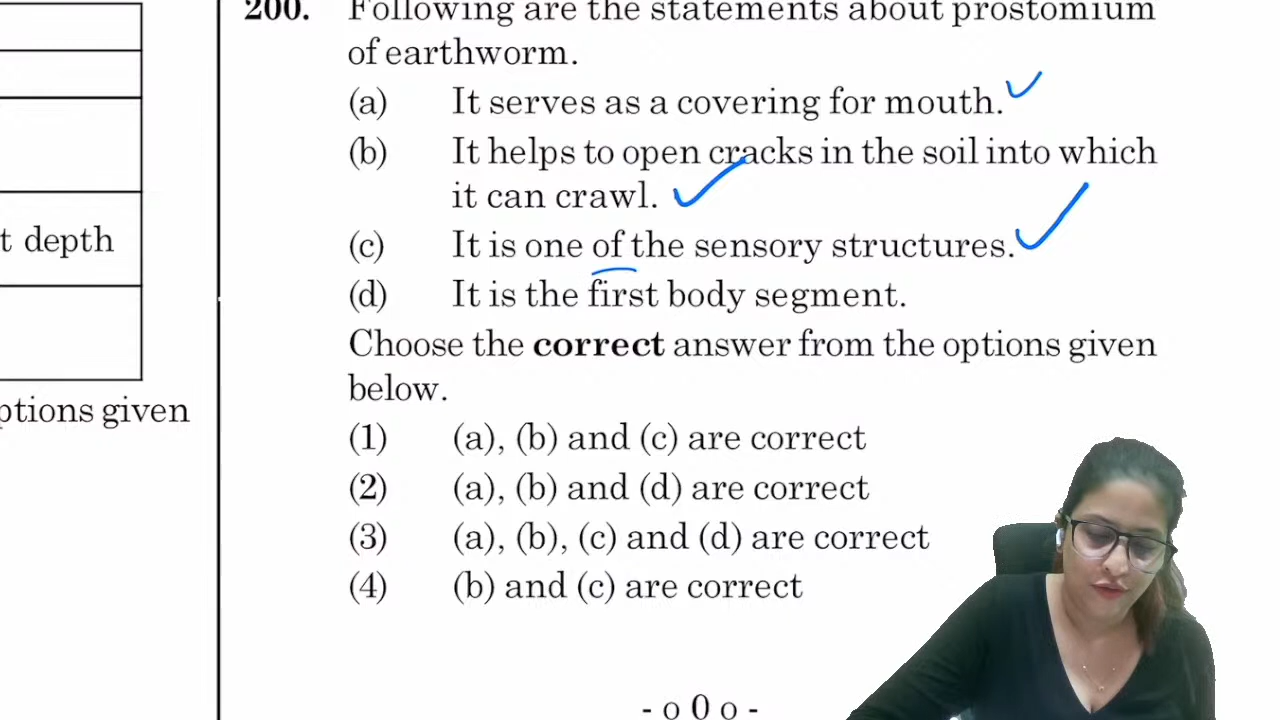 200. Following are the statements about prostomium
of earthworm.
(a) It serves as a covering for mouth.
(b) It helps to open cracks in the soil into which
it can crawl.
(c) It is one of the sensory structures.
t depth
(d) It is the first body segment.
Choose the correct answer from the options given
below.
ptions given
(1) (a), (b) and (c) are correct
(2) (a), (b) and (d) are correct
(3) (a), (b), (c) and (d) are correct
(4) (b) and (c) are correct
- o 0 o -